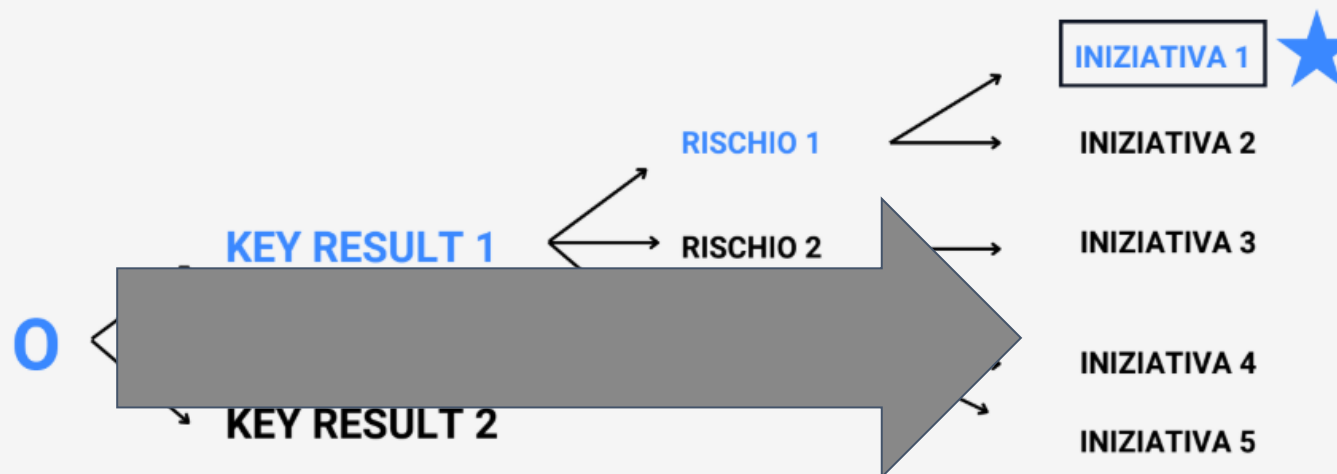 INIZIATIVA 1
RISCHIO 1
INIZIATIVA 2
KEY RESULT 1
RISCHIO 2
INIZIATIVA 3
O
INIZIATIVA 4
KEY RESULT 2
INIZIATIVA 5